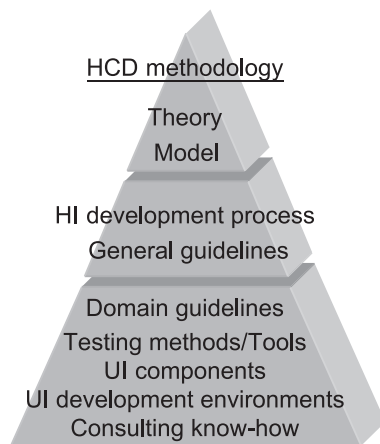 HCD methodology
Theory
Model
HI development process
General guidelines
Domain guidelines
Testing methods/Tools
UI components
UI development environments
Consulting know-how